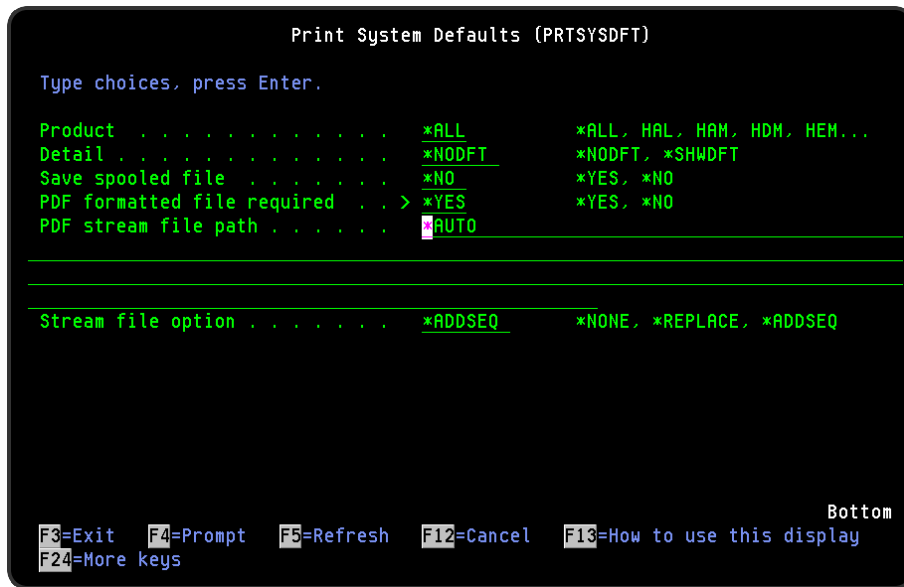 Print System Defaults (PRTSYSDFT)
Type choices, press Enter.
Product . . . . . . . . . . . . *ALL *ALL, HAL, HAM, HDM, HEM...
Detail . . . . . . . . . . . . . *NODFT *NODFT, *SHWDFT
Save spooled file . . . . . . . *NO *YES, *NO
PDF formatted file required . . > *YES *YES, *NO
PDF stream file path . . . . . . *AUTO
Stream file option . . . . . . . *ADDSEQ *NONE, *REPLACE, *ADDSEQ
Bottom
F3=Exit F4=Prompt F5=Refresh F12=Cancel F13=How to use this display
F24=More keys